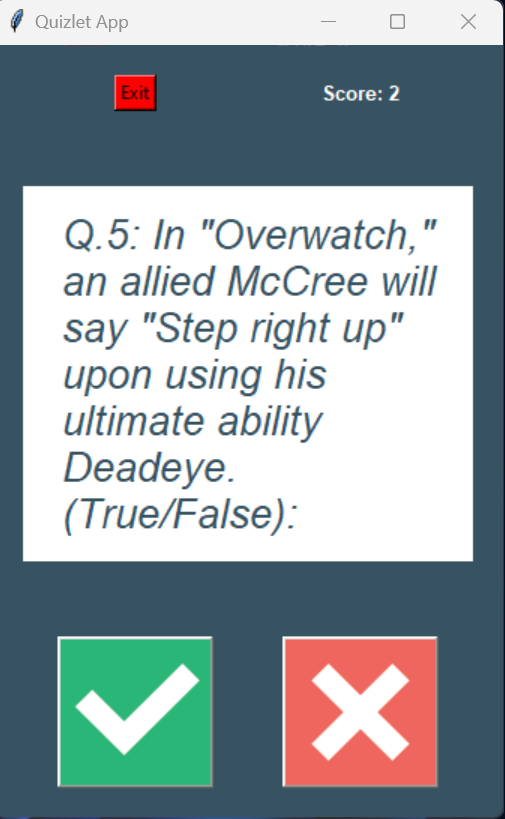 Quizlet App
Exit
Score: 2
Q.5: In "Overwatch,"
an allied McCree will
say "Step right up"
upon using his
ultimate ability
Deadeye.
(True/False):